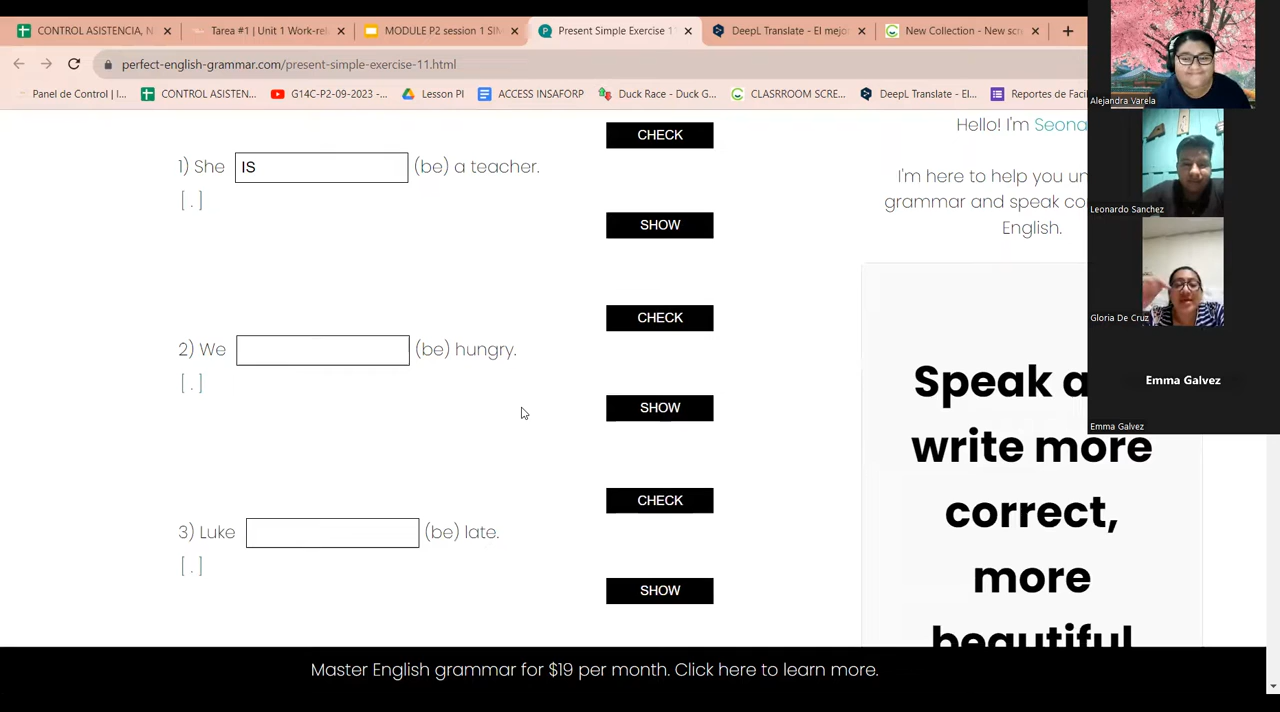 CONTROL ASISTENCIA, N
Tarea #1 | Unit 1 Work-rel
MODULE P2 session 1 SIM
Present Simple Exercise 1
DeepL Translate - El mejor
New Collection - New scr
perfect-english-grammar.com/present-simple-exercise-11.html
Panel de Control | I...
CONTROL ASISTEN...
G14C-P2-09-2023 -...
Lesson Pl
ACCESS INSAFORP
Duck Race - Duck G...
CLASRROOM SCRE...
DeepL Translate - El...
Reportes de Facil
Alejandra Varela
Leonardo Sanchez
Gloria De Cruz
Emma Galvez
Emma Galvez
CHECK
1) She IS (be) a teacher.
[ . ]
SHOW
CHECK
2) We (be) hungry.
[ . ]
SHOW
CHECK
3) Luke (be) late.
[ . ]
SHOW
Hello! I'm Seona
I'm here to help you un
grammar and speak co
English.
Speak a
write more
correct,
more
beautiful
Master English grammar for $19 per month. Click here to learn more.